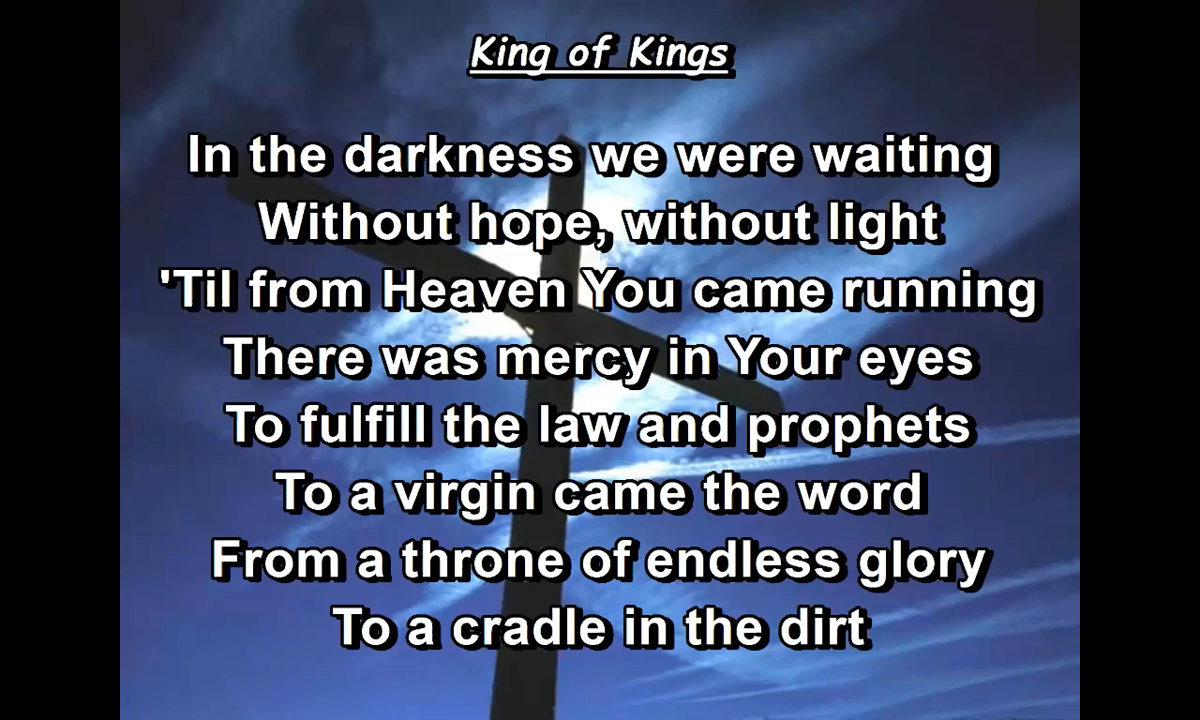 King of Kings
In the darkness we were waiting
Without hope, without light
'Til from Heaven You came running
There was mercy in Your eyes
To fulfill the law and prophets
To a virgin came the word
From a throne of endless glory
To a cradle in the dirt